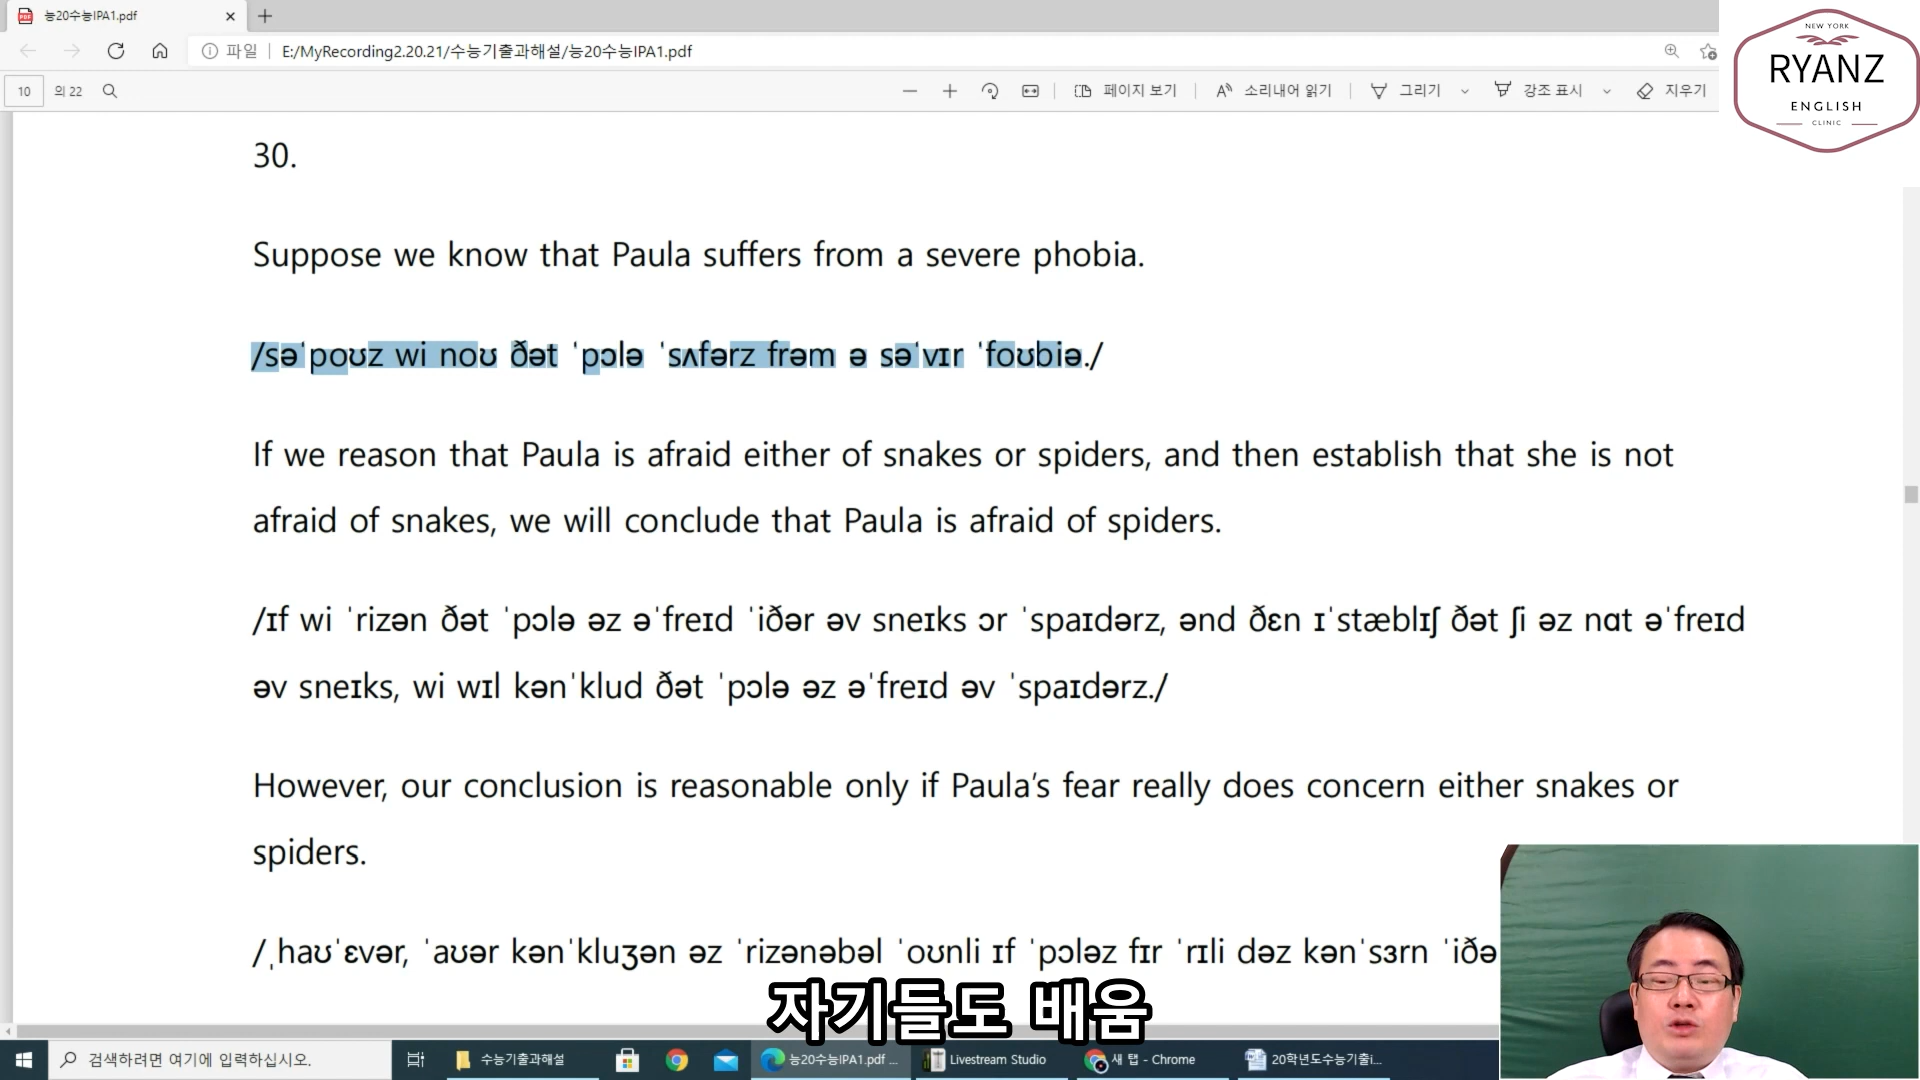 능20수능IPA1.pdf
파일 E:/MyRecording2.20.21/수능기출과해설/능20수능IPA1.pdf
10 의 22 페이지 보기 소리내어 읽기 그리기 강조 표시 지우기
NEW YORK
RYANZ
ENGLISH
CLINIC
30.
Suppose we know that Paula suffers from a severe phobia.
/səˈpoʊz wi noʊ ðət ˈpɔlə ˈsʌfərz frəm ə səˈvɪr ˈfoʊbiə./
If we reason that Paula is afraid either of snakes or spiders, and then establish that she is not
afraid of snakes, we will conclude that Paula is afraid of spiders.
/ɪf wi ˈrizən ðət ˈpɔlə əz əˈfreɪd ˈiðər əv sneɪks ɔr ˈspaɪdərz, ənd ðɛn ɪˈstæblɪʃ ðət ʃi əz nɑt əˈfreɪd
əv sneɪks, wi wɪl kənˈklud ðət ˈpɔlə əz əˈfreɪd əv ˈspaɪdərz./
However, our conclusion is reasonable only if Paula’s fear really does concern either snakes or
spiders.
/ˌhaʊˈɛvər, ˈaʊər kənˈkluʒən əz ˈrizənəbəl ˈoʊnli ɪf ˈpɔləz fɪr ˈrɪli dəz kənˈsɜrn ˈiðə
자기들도 배움
검색하려면 여기에 입력하십시오. 수능기출과해설 능20수능IPA1.pdf ... Livestream Studio 새 탭 - Chrome 20학년도수능기출i...